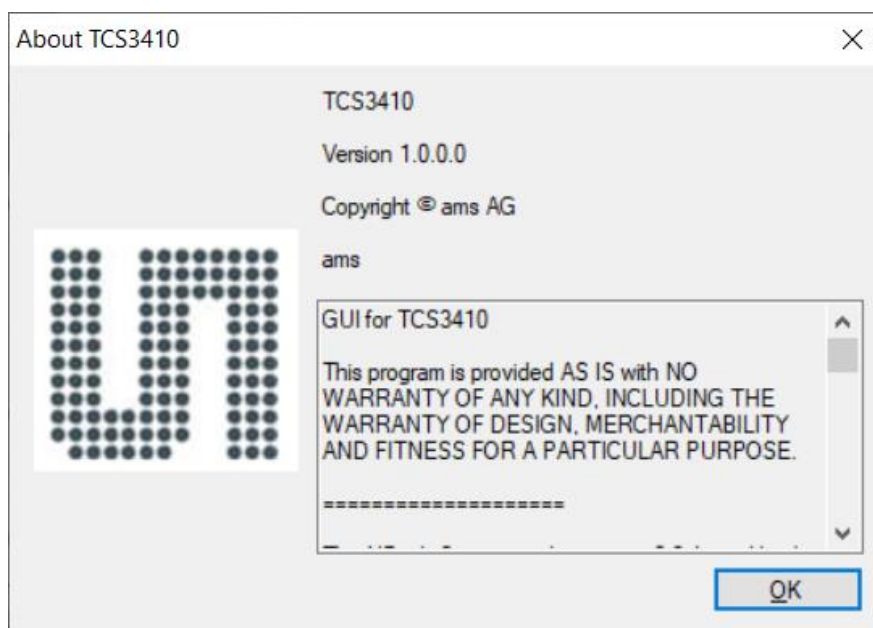 About TCS3410
TCS3410
Version 1.0.0.0
Copyright © ams AG
ams
GUI for TCS3410
This program is provided AS IS with NO
WARRANTY OF ANY KIND, INCLUDING THE
WARRANTY OF DESIGN, MERCHANTABILITY
AND FITNESS FOR A PARTICULAR PURPOSE.
====================
OK